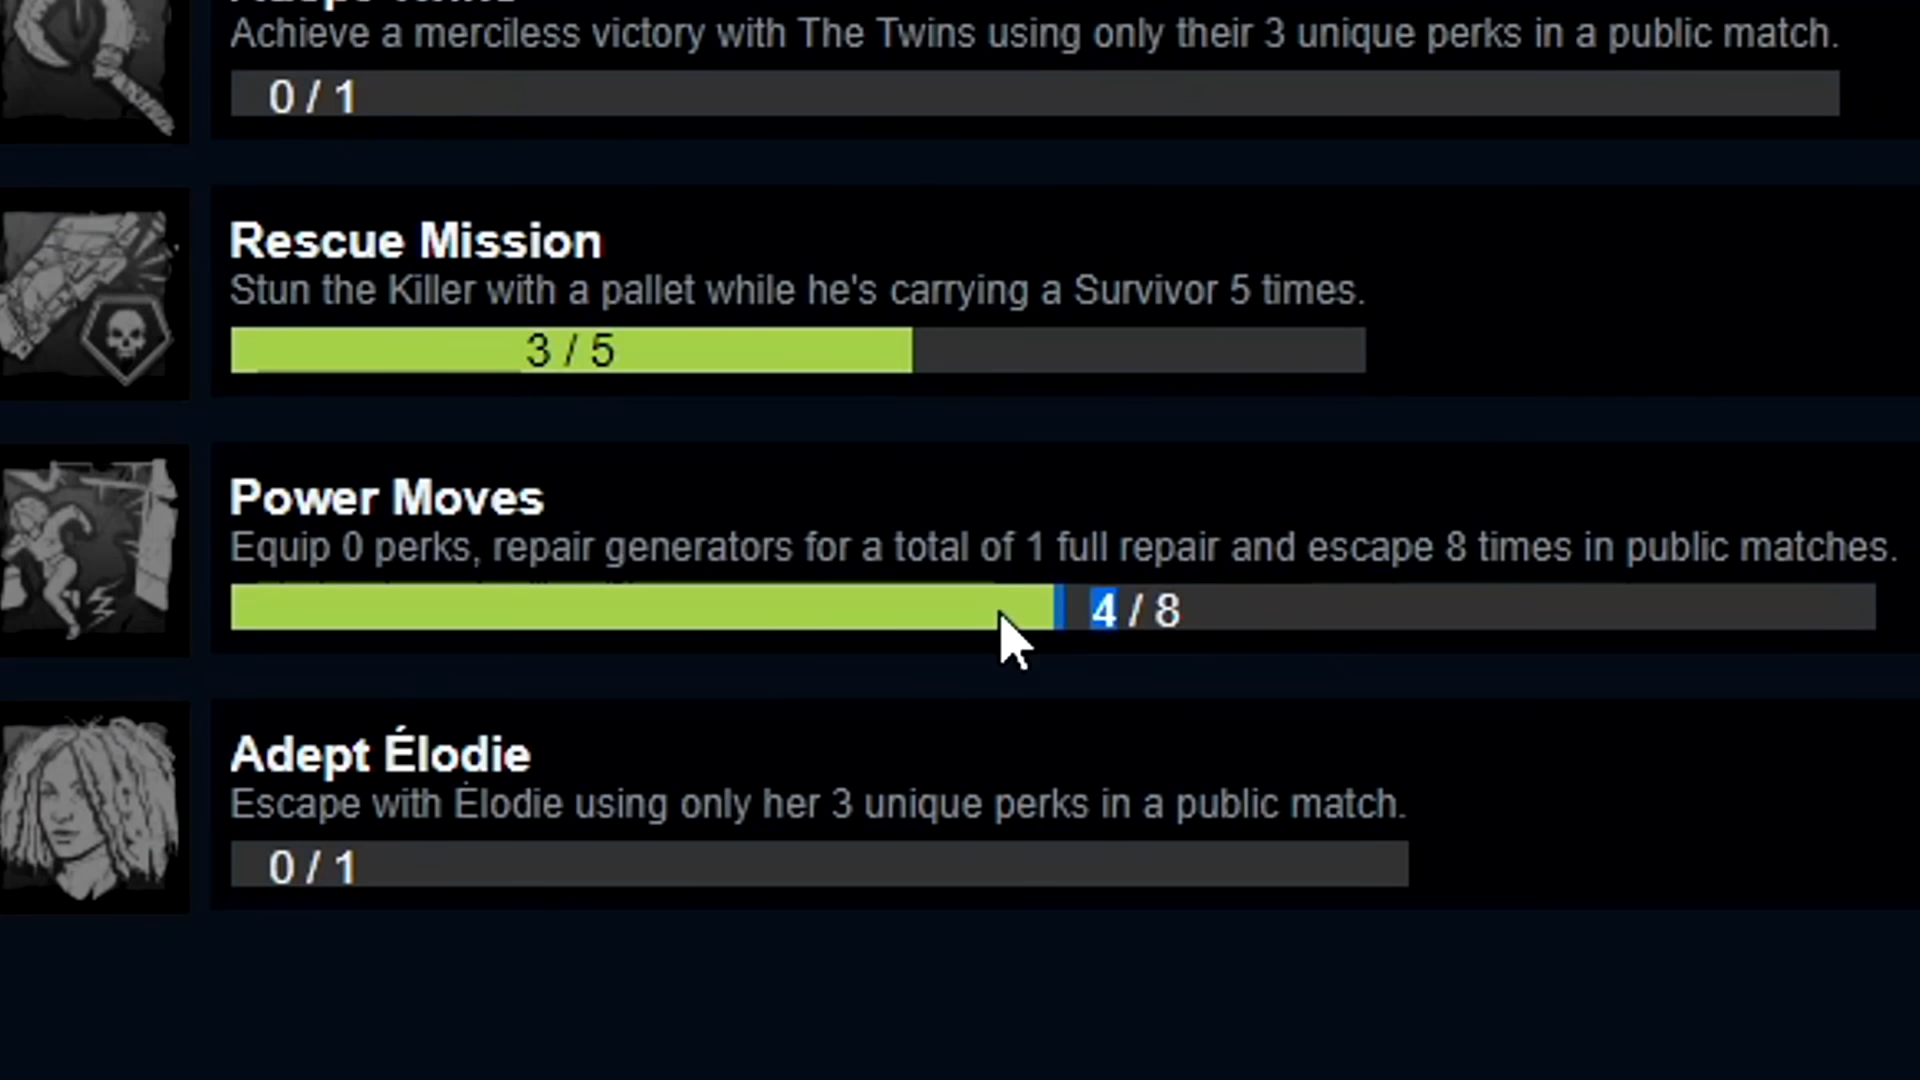 Achieve a merciless victory with The Twins using only their 3 unique perks in a public match.
0 / 1
Rescue Mission
Stun the Killer with a pallet while he's carrying a Survivor 5 times.
3 / 5
Power Moves
Equip 0 perks, repair generators for a total of 1 full repair and escape 8 times in public matches.
4 / 8
Adept Élodie
Escape with Élodie using only her 3 unique perks in a public match.
0 / 1